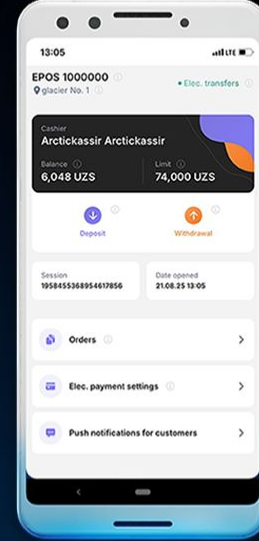 13:05
LTE
EPOS 1000000
glacier No. 1
Elec. transfers
Cashier
Arctickassir Arctickassir
Balance
Limit
6,048 UZS
74,000 UZS
Deposit
Withdrawal
Session
Date opened
1958455368954617856
21.08.25 13:05
Orders
Elec. payment settings
Push notifications for customers